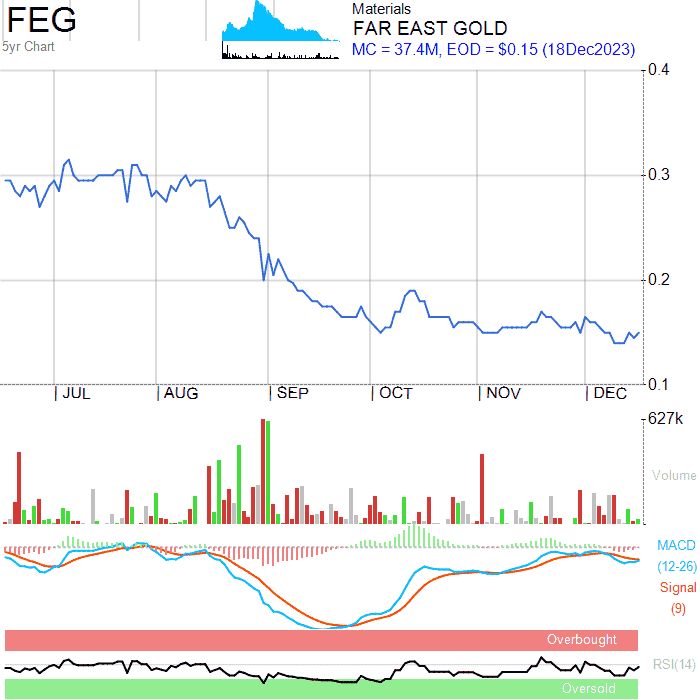 FEG
5yr Chart
Materials
FAR EAST GOLD
MC = 37.4M, EOD = $0.15 (18Dec2023)
0.4
0.3
0.2
0.1
JUL AUG SEP OCT NOV DEC
627k
Volume
MACD
(12-26)
Signal
(9)
Overbought
RSI(14)
Oversold